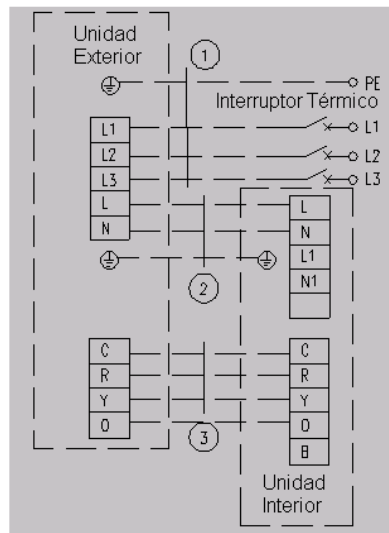 Unidad
Exterior
1
PE
Interruptor Térmico
L1
L1
L2
L2
L3
L3
L
L
N
N
L1
N1
2
C
C
R
R
Y
Y
O
O
3
B
Unidad
Interior